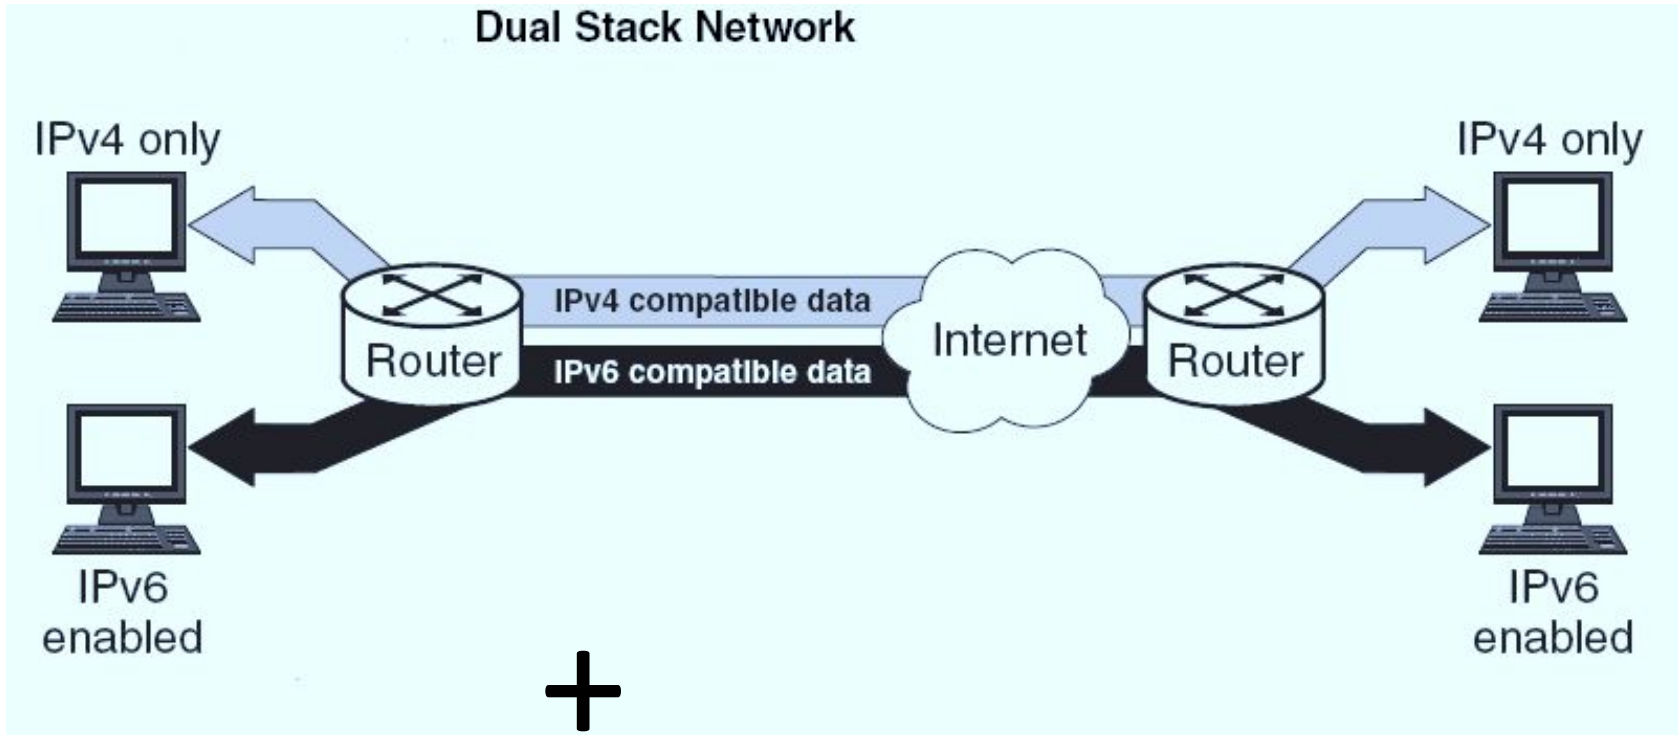 Dual Stack Network
IPv4 only
IPv4 only
IPv4 compatible data
Internet
Router
Router
IPv6 compatible data
IPv6
enabled
IPv6
enabled
+